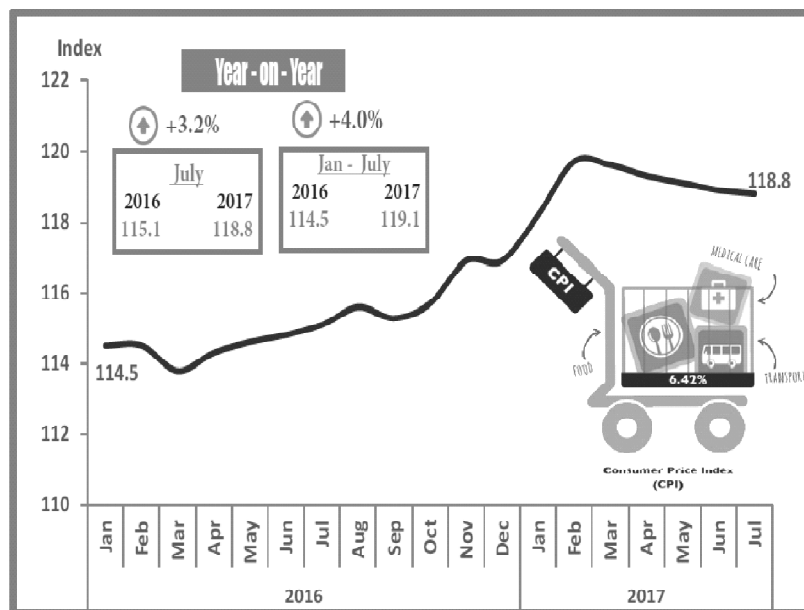 Index
Year - on - Year
+3.2%
+4.0%
July
2016 2017
115.1 118.8
Jan - July
2016 2017
114.5 119.1
122
120
118
116
114
112
110
114.5
118.8
CPI
MEDICAL CARE
FOOD
TRANSPORT
6.42%
Consumer Price Index
(CPI)
Jan Feb Mar Apr May Jun Jul Aug Sep Oct Nov Dec Jan Feb Mar Apr May Jun Jul
2016 2017